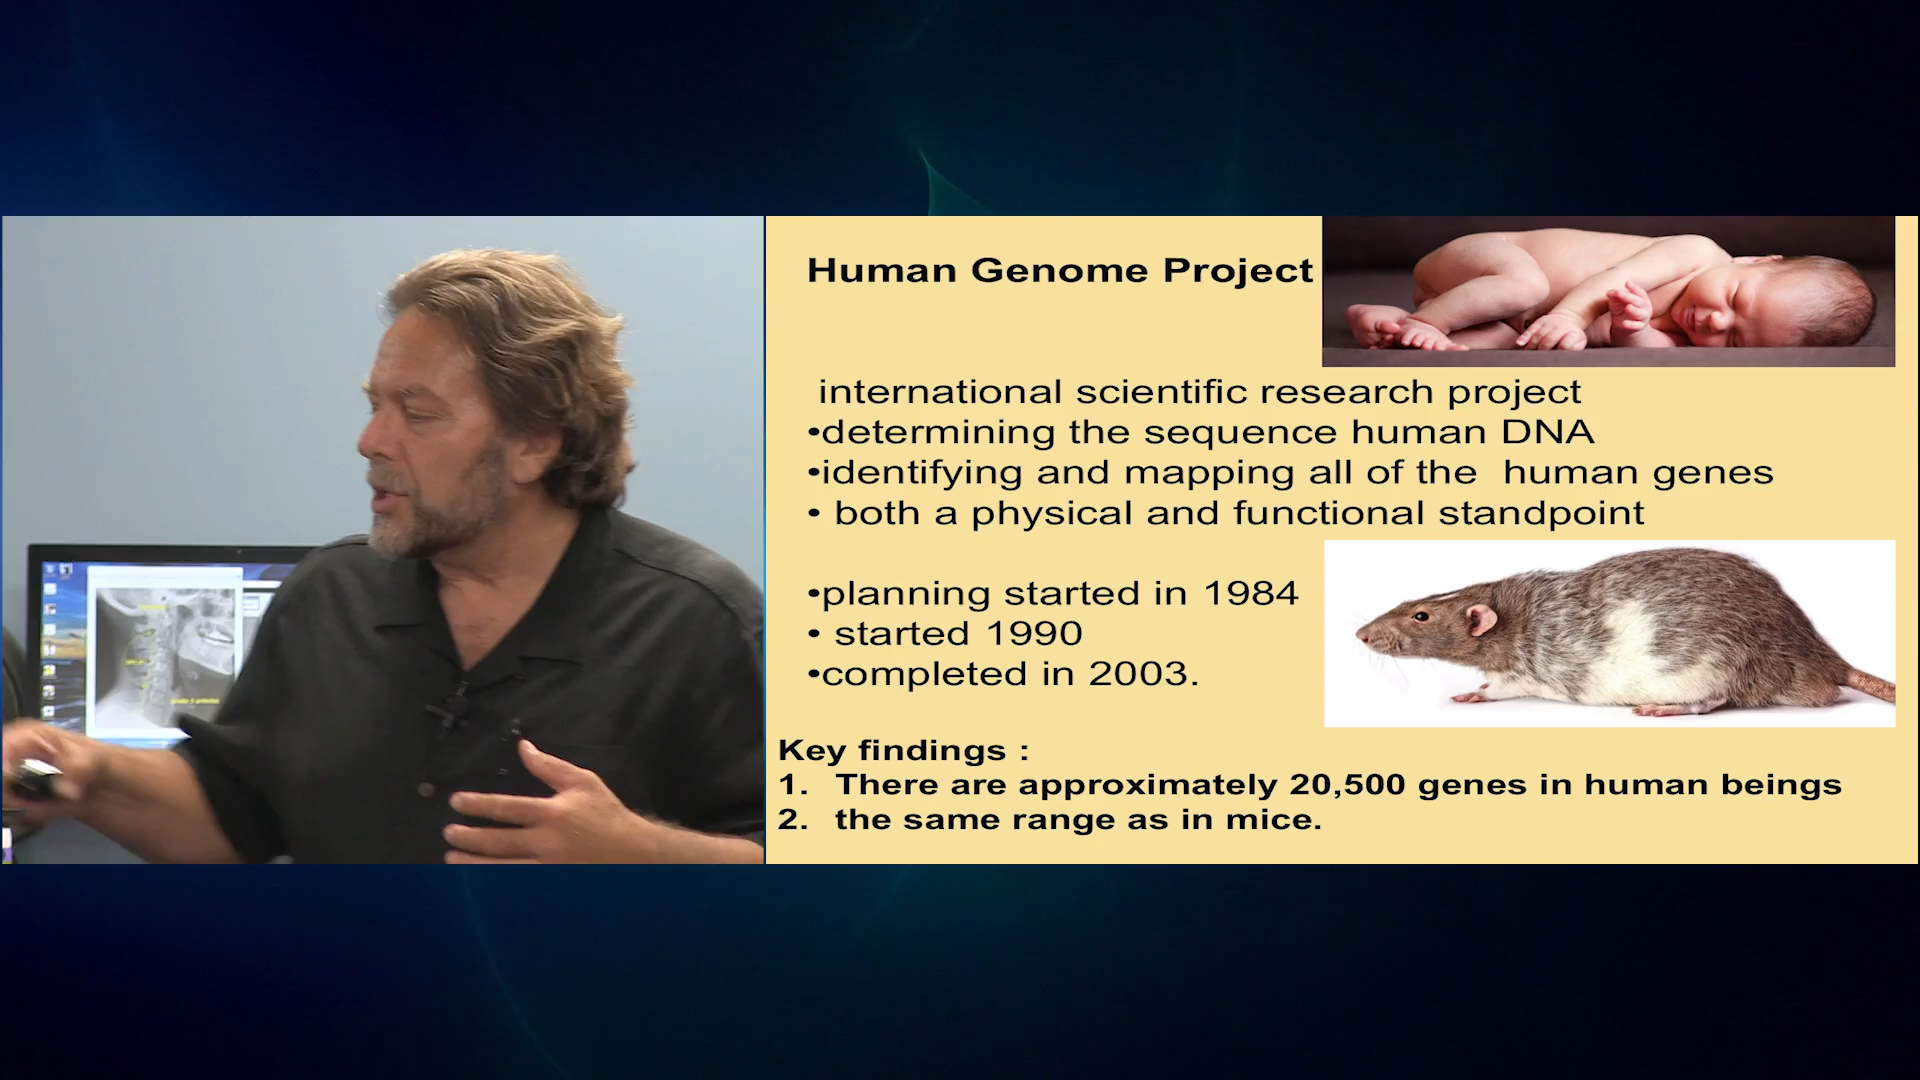 Human Genome Project
international scientific research project
•determining the sequence human DNA
•identifying and mapping all of the human genes
• both a physical and functional standpoint
•planning started in 1984
• started 1990
•completed in 2003.
Key findings :
1. There are approximately 20,500 genes in human beings
2. the same range as in mice.